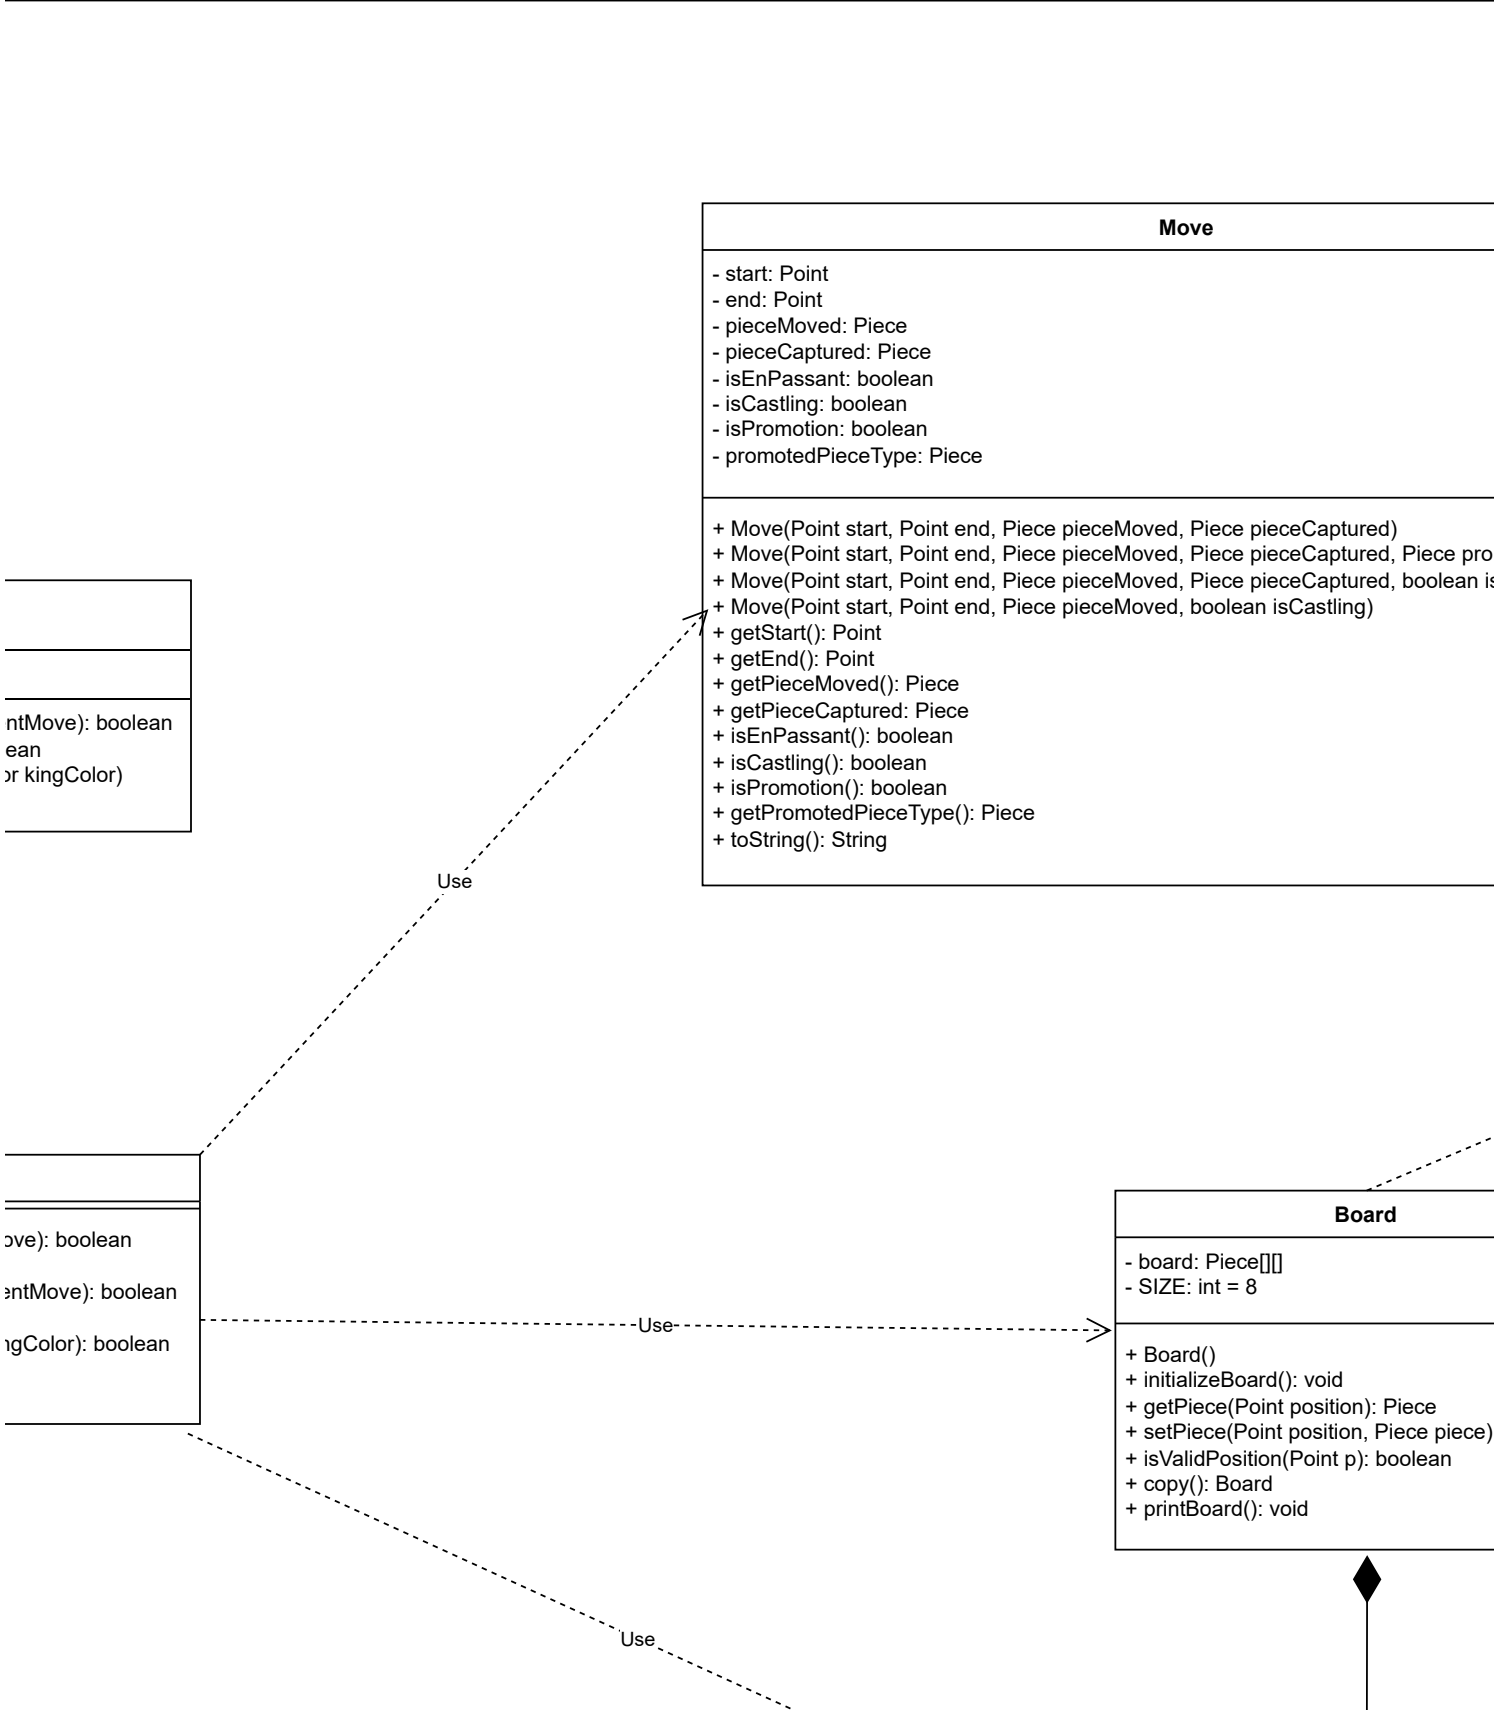 Move
- start: Point
- end: Point
- pieceMoved: Piece
- pieceCaptured: Piece
- isEnPassant: boolean
- isCastling: boolean
- isPromotion: boolean
- promotedPieceType: Piece
+ Move(Point start, Point end, Piece pieceMoved, Piece pieceCaptured)
+ Move(Point start, Point end, Piece pieceMoved, Piece pieceCaptured, Piece pro
+ Move(Point start, Point end, Piece pieceMoved, Piece pieceCaptured, boolean is
+ Move(Point start, Point end, Piece pieceMoved, boolean isCastling)
+ getStart(): Point
+ getEnd(): Point
+ getPieceMoved(): Piece
+ getPieceCaptured: Piece
+ isEnPassant(): boolean
+ isCastling(): boolean
+ isPromotion(): boolean
+ getPromotedPieceType(): Piece
+ toString(): String
ntMove): boolean
ean
or kingColor)
Use
ove): boolean
entMove): boolean
ngColor): boolean
Use
Board
- board: Piece[][]
- SIZE: int = 8
+ Board()
+ initializeBoard(): void
+ getPiece(Point position): Piece
+ setPiece(Point position, Piece piece)
+ isValidPosition(Point p): boolean
+ copy(): Board
+ printBoard(): void
Use